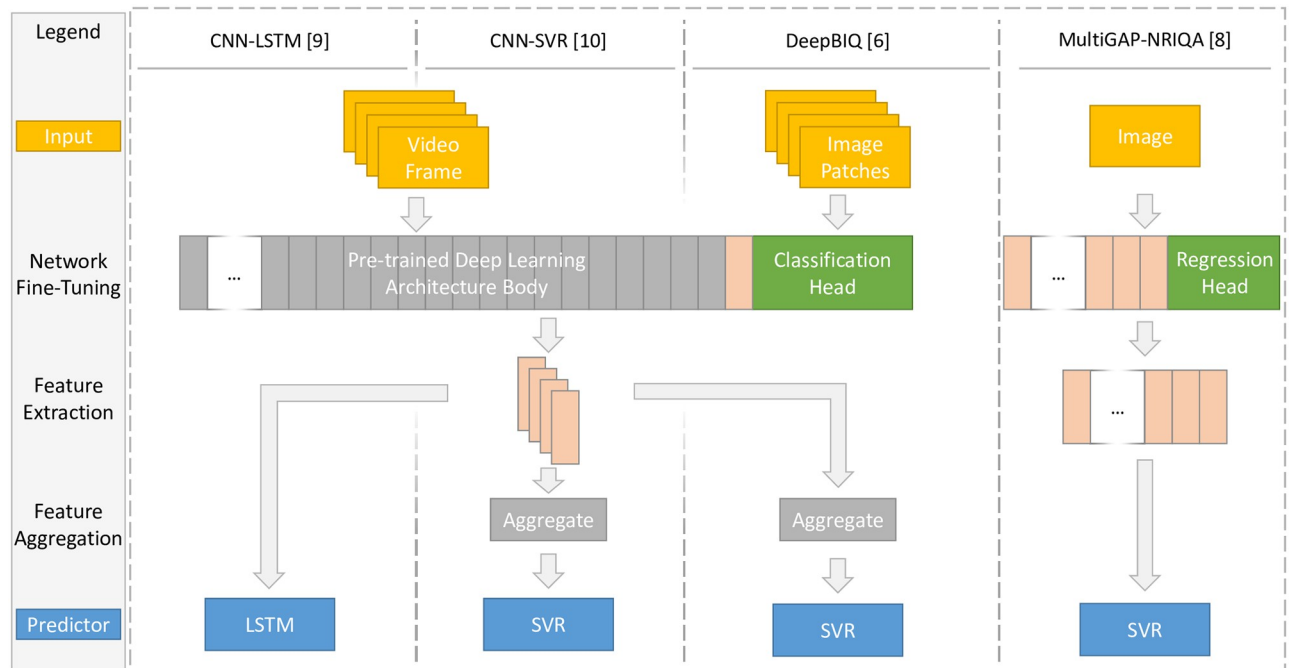 Legend
CNN-LSTM [9]
CNN-SVR [10]
DeepBIQ [6]
MultiGAP-NRIQA [8]
Input
Video
Frame
Image
Patches
Image
Network
Fine-Tuning
...
Pre-trained Deep Learning
Architecture Body
Classification
Head
...
Regression
Head
Feature
Extraction
...
Feature
Aggregation
Aggregate
Aggregate
Predictor
LSTM
SVR
SVR
SVR